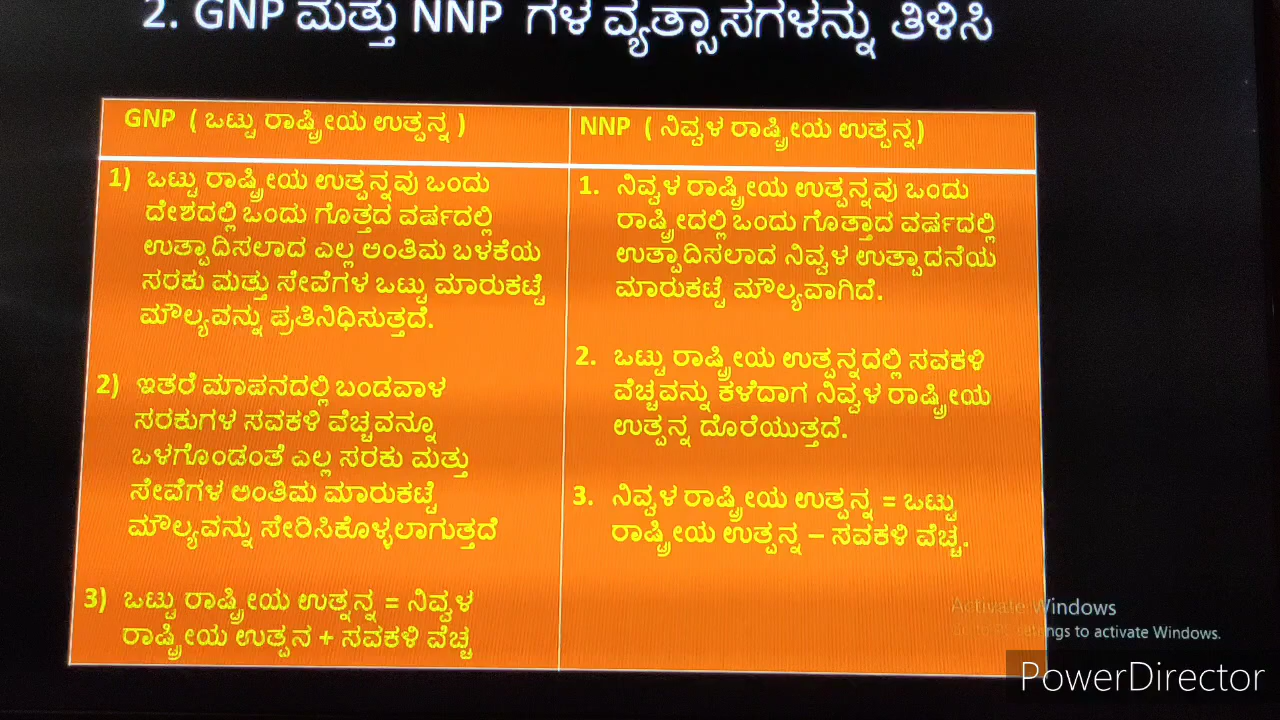 2. GNP ಮತ್ತು NNP ಗಳ ವ್ಯತ್ಸಾಸಗಳನ್ನು ತಿಳಿಸಿ
GNP ( ಒಟ್ಟು ರಾಷ್ಟ್ರೀಯ ಉತ್ಪನ್ನ )
1) ಒಟ್ಟು ರಾಷ್ಟ್ರೀಯ ಉತ್ಪನ್ನವು ಒಂದು
ದೇಶದಲ್ಲಿ ಒಂದು ಗೊತ್ತದ ವರ್ಷದಲ್ಲಿ
ಉತ್ಪಾದಿಸಲಾದ ಎಲ್ಲ ಅಂತಿಮ ಬಳಕೆಯ
ಸರಕು ಮತ್ತು ಸೇವೆಗಳ ಒಟ್ಟು ಮಾರುಕಟ್ಟೆ
ಮೌಲ್ಯವನ್ನು ಪ್ರತಿನಿಧಿಸುತ್ತದೆ.
2) ಇತರೆ ಮಾಪನದಲ್ಲಿ ಬಂಡವಾಳ
ಸರಕುಗಳ ಸವಕಳಿ ವೆಚ್ಚವನ್ನೂ
ಒಳಗೊಂಡಂತೆ ಎಲ್ಲ ಸರಕು ಮತ್ತು
ಸೇವೆಗಳ ಅಂತಿಮ ಮಾರುಕಟ್ಟೆ
ಮೌಲ್ಯವನ್ನು ಸೇರಿಸಿಕೊಳ್ಳಲಾಗುತ್ತದೆ
3) ಒಟ್ಟು ರಾಷ್ಟ್ರೀಯ ಉತ್ನನ್ನ = ನಿವ್ವಳ
ರಾಷ್ಟ್ರೀಯ ಉತ್ಪನ + ಸವಕಳಿ ವೆಚ್ಚ
NNP ( ನಿವ್ವಳ ರಾಷ್ಟ್ರೀಯ ಉತ್ಪನ್ನ)
1. ನಿವ್ವಳ ರಾಷ್ಟ್ರೀಯ ಉತ್ಪನ್ನವು ಒಂದು
ರಾಷ್ಟ್ರೀದಲ್ಲಿ ಒಂದು ಗೊತ್ತಾದ ವರ್ಷದಲ್ಲಿ
ಉತ್ಪಾದಿಸಲಾದ ನಿವ್ವಳ ಉತ್ಪಾದನೆಯ
ಮಾರುಕಟ್ಟೆ ಮೌಲ್ಯವಾಗಿದೆ.
2. ಒಟ್ಟು ರಾಷ್ಟ್ರೀಯ ಉತ್ಪನ್ನದಲ್ಲಿ ಸವಕಳಿ
ವೆಚ್ಚವನ್ನು ಕಳೆದಾಗ ನಿವ್ವಳ ರಾಷ್ಟ್ರೀಯ
ಉತ್ಪನ್ನ ದೊರೆಯುತ್ತದೆ.
3. ನಿವ್ವಳ ರಾಷ್ಟ್ರೀಯ ಉತ್ಪನ್ನ = ಒಟ್ಟು
ರಾಷ್ಟ್ರೀಯ ಉತ್ಪನ್ನ – ಸವಕಳಿ ವೆಚ್ಚ.
Activate Windows
Go to PC settings to activate Windows.
PowerDirector